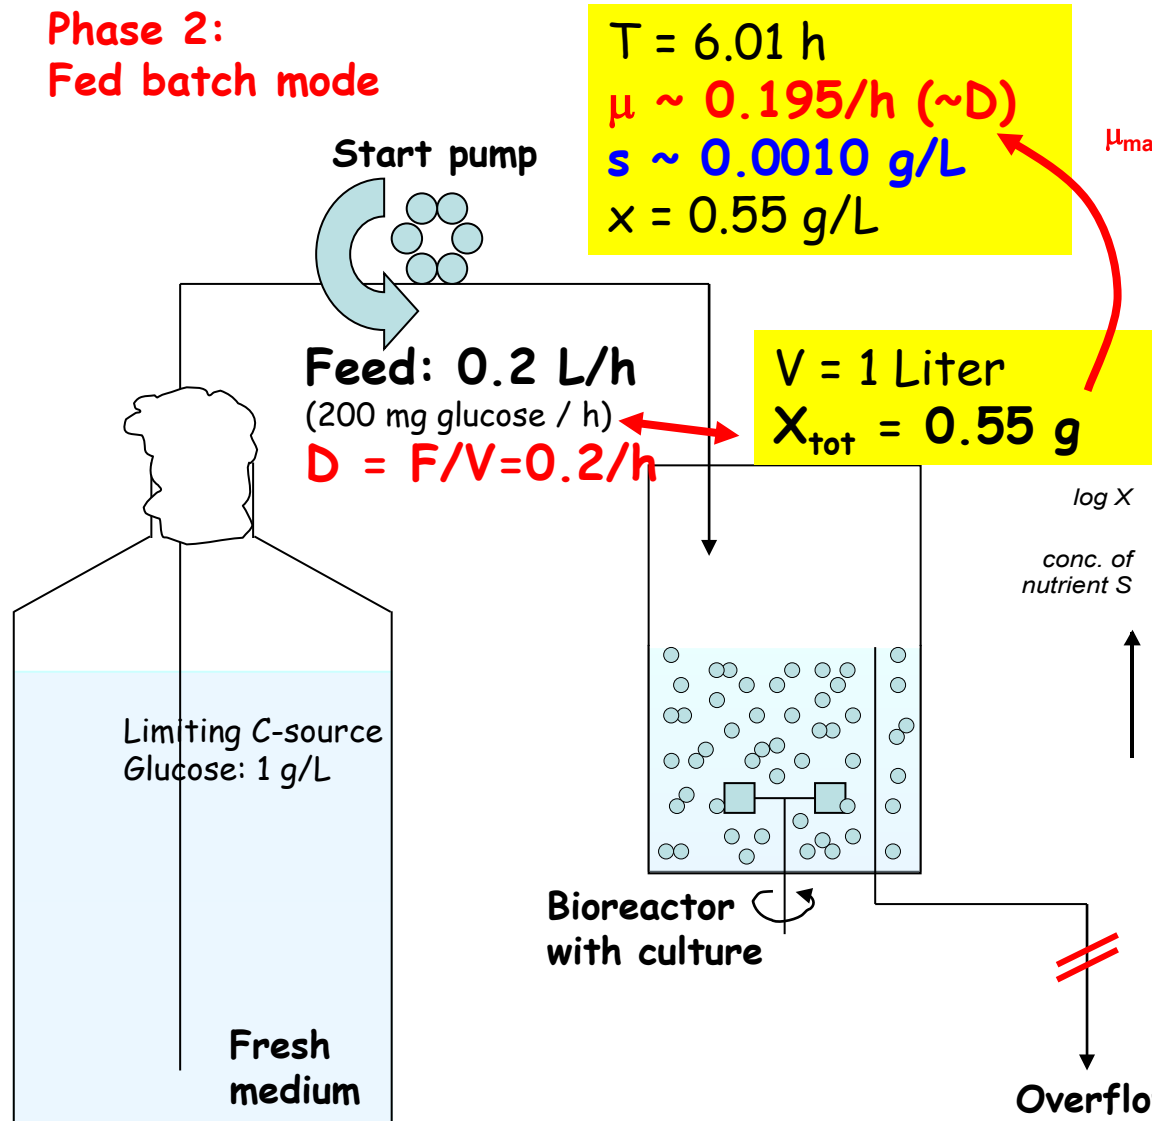 Phase 2:
Fed batch mode
T = 6.01 h
μ ~ 0.195/h (~D)
s ~ 0.0010 g/L
x = 0.55 g/L
μma
Start pump
Feed: 0.2 L/h
(200 mg glucose / h)
D = F/V=0.2/h
V = 1 Liter
Xtot = 0.55 g
log X
conc. of
nutrient S
Limiting C-source
Glucose: 1 g/L
Bioreactor
with culture
Fresh
medium
Overflo